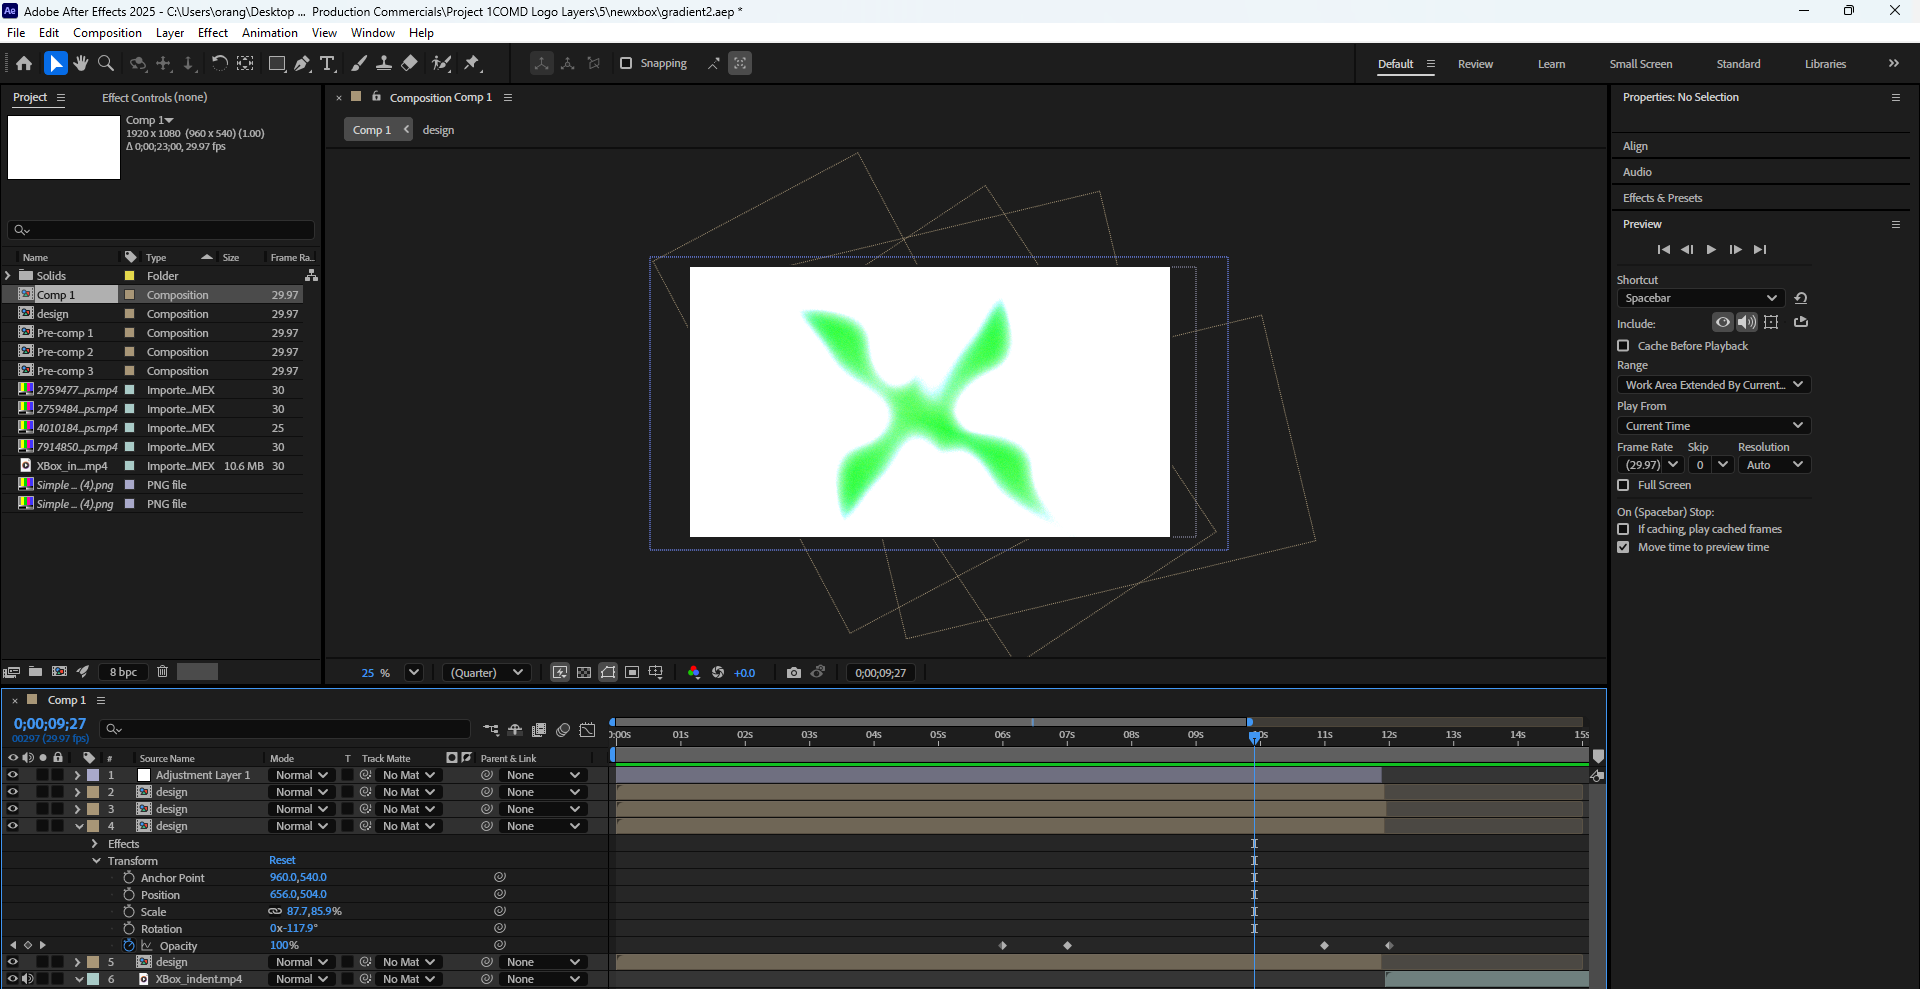 Adobe After Effects 2025 - C:\Users\orang\Desktop ... Production Commercials\Project 1COMD Logo Layers\5\newxbox\gradient2.aep *
File Edit Composition Layer Effect Animation View Window Help
Snapping Default Review Learn Small Screen Standard Libraries
Project Effect Controls (none)
Comp 1
1920 x 1080 (960 x 540) (1.00)
Δ 0;00;23;00, 29.97 fps
Name Type Size Frame Ra...
Solids Folder
Comp 1 Composition 29.97
design Composition 29.97
Pre-comp 1 Composition 29.97
Pre-comp 2 Composition 29.97
Pre-comp 3 Composition 29.97
2759477...ps.mp4 Importe...MEX 30
2759484...ps.mp4 Importe...MEX 30
4010184...ps.mp4 Importe...MEX 25
7914850...ps.mp4 Importe...MEX 30
XBox_in...mp4 Importe...MEX 10.6 MB 30
Simple ... (4).png PNG file
Simple ... (4).png PNG file
8 bpc
Composition Comp 1
Comp 1 design
25 % (Quarter) +0.0 0;00;09;27
Properties: No Selection
Align
Audio
Effects & Presets
Preview
Shortcut
Spacebar
Include:
Cache Before Playback
Range
Work Area Extended By Current...
Play From
Current Time
Frame Rate Skip Resolution
(29.97) 0 Auto
Full Screen
On (Spacebar) Stop:
If caching, play cached frames
Move time to preview time
Comp 1
0;00;09;27
00297 (29.97 fps)
0:00s 01s 02s 03s 04s 05s 06s 07s 08s 09s 0s 11s 12s 13s 14s 15s
# Source Name Mode T Track Matte Parent & Link
1 Adjustment Layer 1 Normal No Mat None
2 design Normal No Mat None
3 design Normal No Mat None
4 design Normal No Mat None
Effects
Transform Reset
Anchor Point 960.0,540.0
Position 656.0,504.0
Scale 87.7,85.9%
Rotation 0x-117.9°
Opacity 100%
5 design Normal No Mat None
6 XBox_indent.mp4 Normal No Mat None